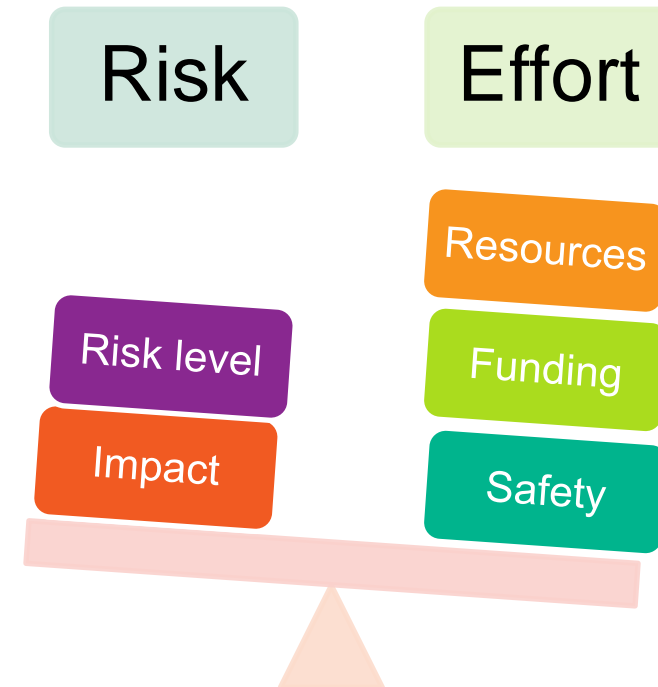 Risk
Effort
Resources
Risk level
Funding
Impact
Safety